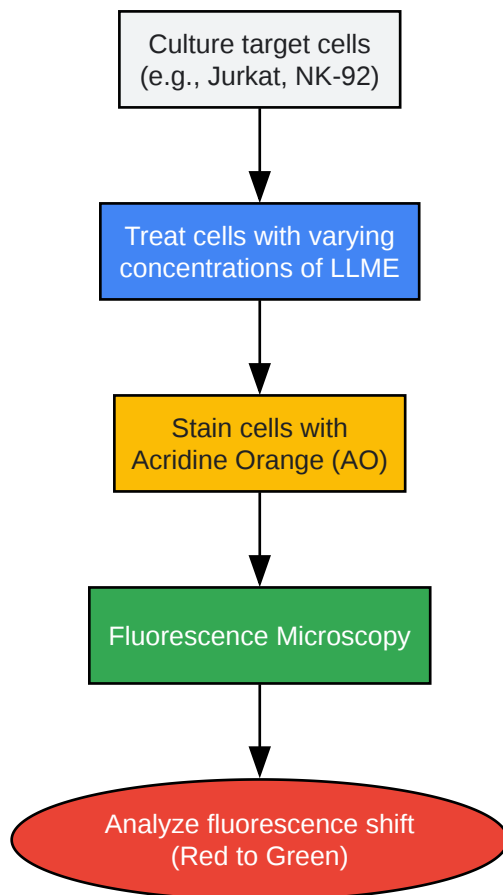 Culture target cells
(e.g., Jurkat, NK-92)
Treat cells with varying
concentrations of LLME
Stain cells with
Acridine Orange (AO)
Fluorescence Microscopy
Analyze fluorescence shift
(Red to Green)